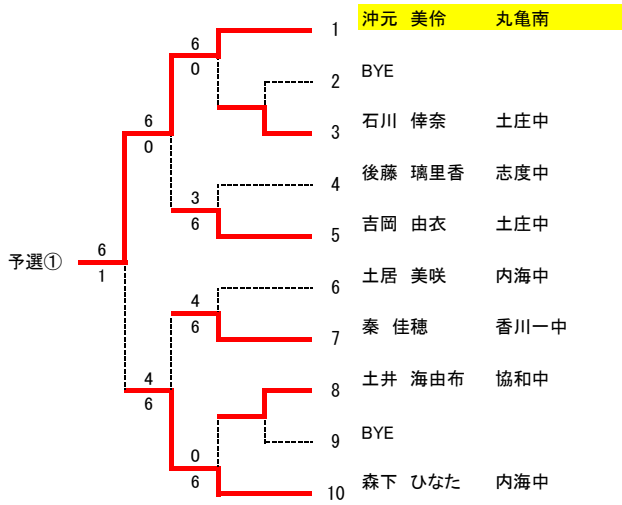 1 沖元 美伶 丸亀南
6
0
2 BYE
6
0
3 石川 倖奈 土庄中
4 後藤 璃里香 志度中
3
6
5 吉岡 由衣 土庄中
予選①
6
1
6 土居 美咲 内海中
4
6
7 秦 佳穂 香川一中
4
6
8 土井 海由布 協和中
9 BYE
0
6
10 森下 ひなた 内海中